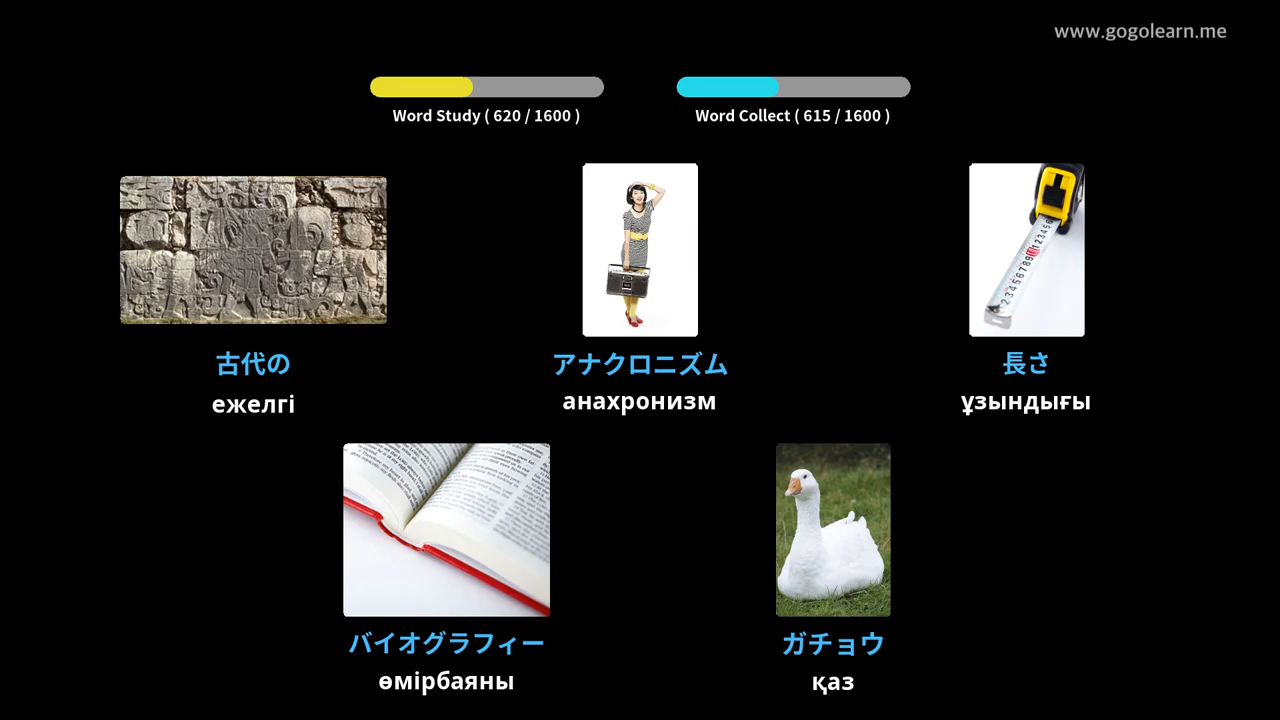 www.gogolearn.me
Word Study ( 620 / 1600 )
Word Collect ( 615 / 1600 )
古代の
ежелгі
アナクロニズム
анахронизм
長さ
ұзындығы
バイオグラフィー
өмірбаяны
ガチョウ
қаз